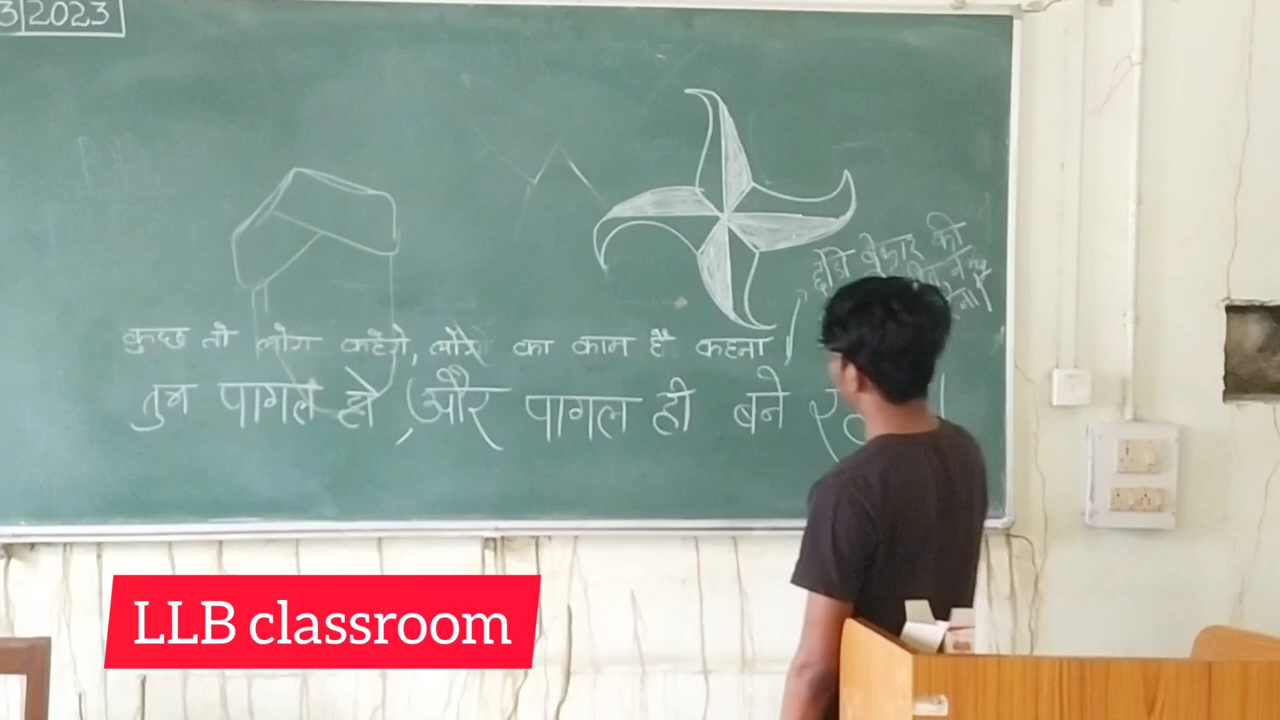 3|2023
छोडो बेकार की
कुछ तो लोग कहेंगे, लोगो का काम है कहना।
तुम पागल हो, और पागल ही बने
LLB classroom